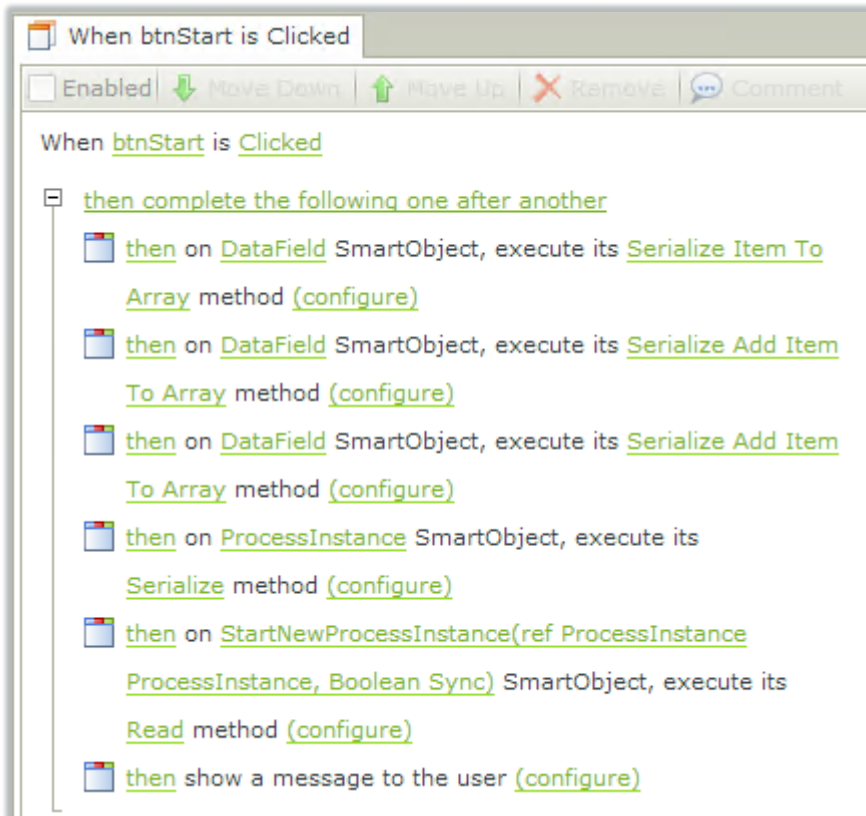 When btnStart is Clicked
Enabled Move Down Move Up Remove Comment
When btnStart is Clicked
then complete the following one after another
then on DataField SmartObject, execute its Serialize Item To
Array method (configure)
then on DataField SmartObject, execute its Serialize Add Item
To Array method (configure)
then on DataField SmartObject, execute its Serialize Add Item
To Array method (configure)
then on ProcessInstance SmartObject, execute its
Serialize method (configure)
then on StartNewProcessInstance(ref ProcessInstance
ProcessInstance, Boolean Sync) SmartObject, execute its
Read method (configure)
then show a message to the user (configure)